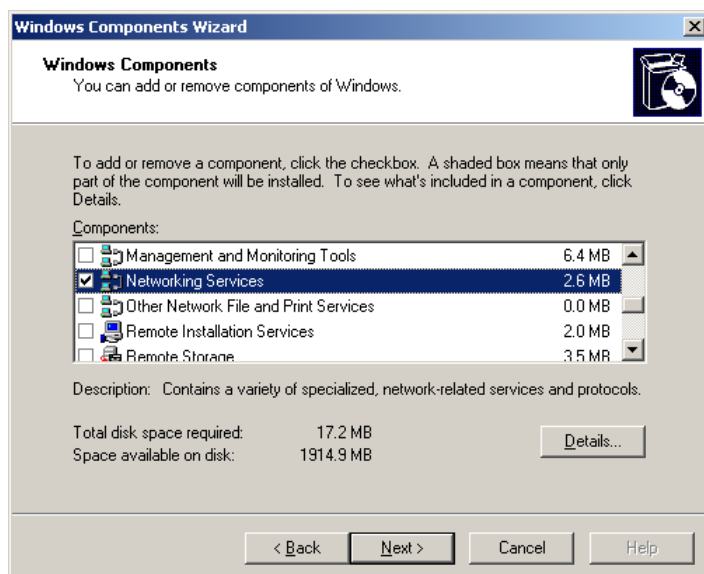 Windows Components Wizard
Windows Components
You can add or remove components of Windows.
To add or remove a component, click the checkbox. A shaded box means that only
part of the component will be installed. To see what's included in a component, click
Details.
Components:
Management and Monitoring Tools 6.4 MB
Networking Services 2.6 MB
Other Network File and Print Services 0.0 MB
Remote Installation Services 2.0 MB
Remote Storage 3.5 MB
Description: Contains a variety of specialized, network-related services and protocols.
Total disk space required: 17.2 MB
Space available on disk: 1914.9 MB
Details...
< Back Next > Cancel Help